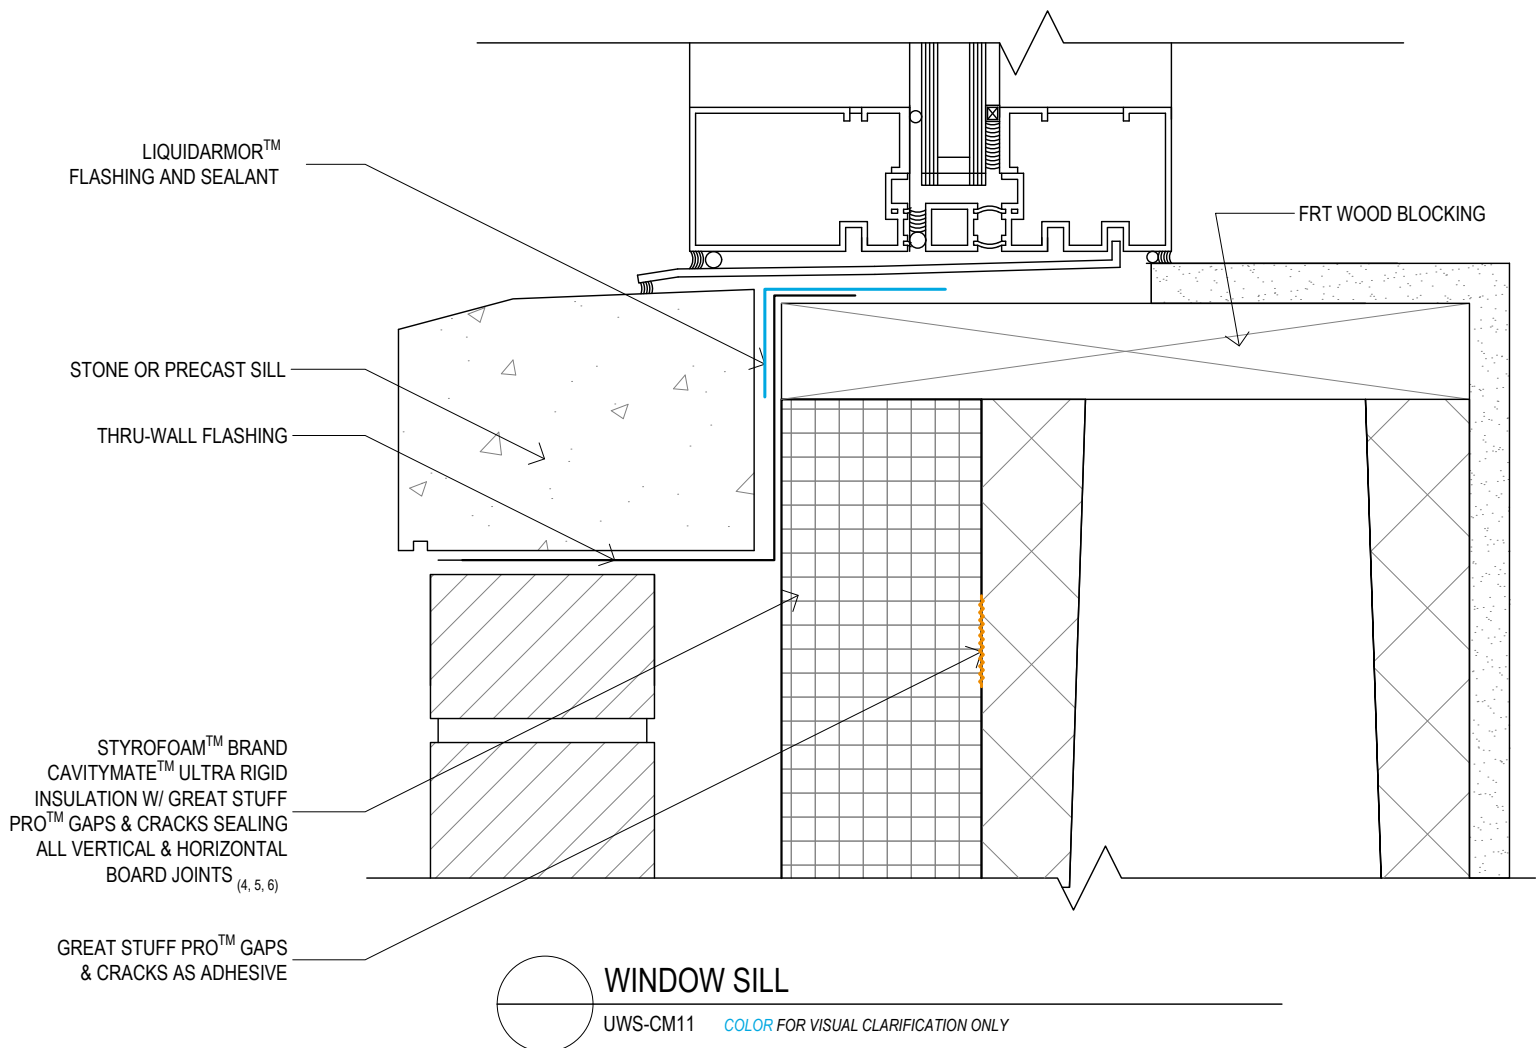 LIQUIDARMOR™
FLASHING AND SEALANT
FRT WOOD BLOCKING
STONE OR PRECAST SILL
THRU-WALL FLASHING
STYROFOAM™ BRAND
CAVITYMATE™ ULTRA RIGID
INSULATION W/ GREAT STUFF
PRO™ GAPS & CRACKS SEALING
ALL VERTICAL & HORIZONTAL
BOARD JOINTS (4, 5, 6)
GREAT STUFF PRO™ GAPS
& CRACKS AS ADHESIVE
WINDOW SILL
UWS-CM11 COLOR FOR VISUAL CLARIFICATION ONLY